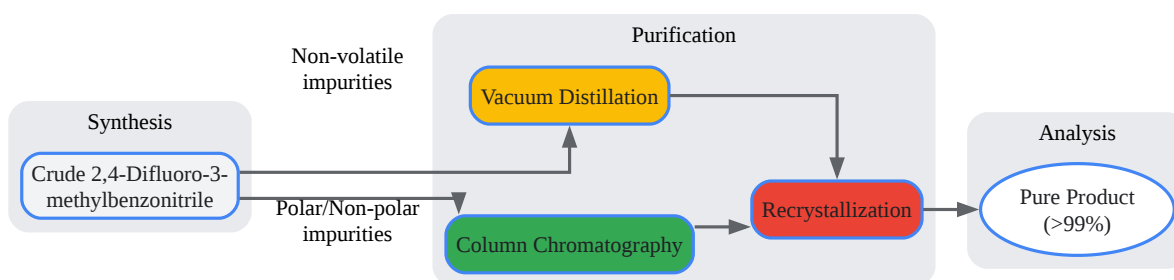 Synthesis
Crude 2,4-Difluoro-3-
methylbenzonitrile
Non-volatile
impurities
Polar/Non-polar
impurities
Purification
Vacuum Distillation
Column Chromatography
Recrystallization
Analysis
Pure Product
(>99%)